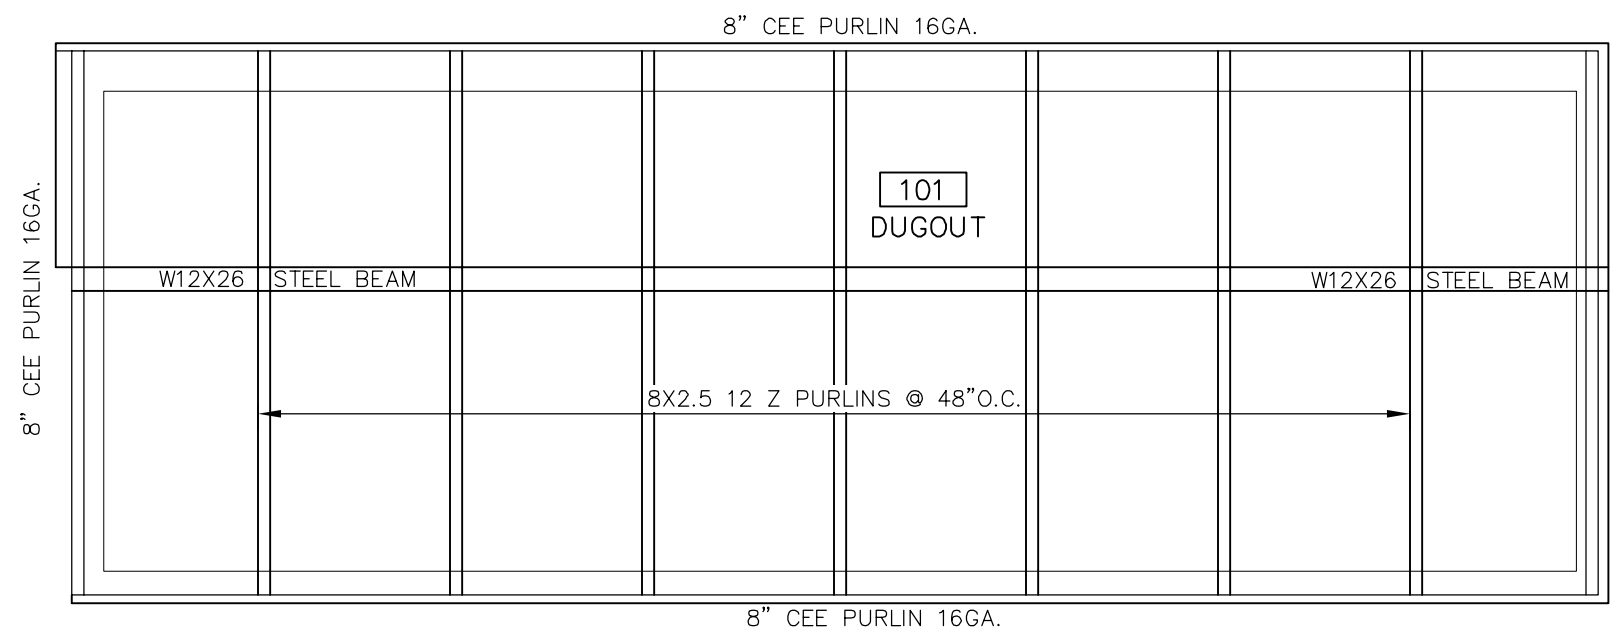 8” CEE PURLIN 16GA.
8” CEE PURLIN 16GA.
101
DUGOUT
W12X26 STEEL BEAM
W12X26 STEEL BEAM
8X2.5 12 Z PURLINS @ 48”O.C.
8” CEE PURLIN 16GA.